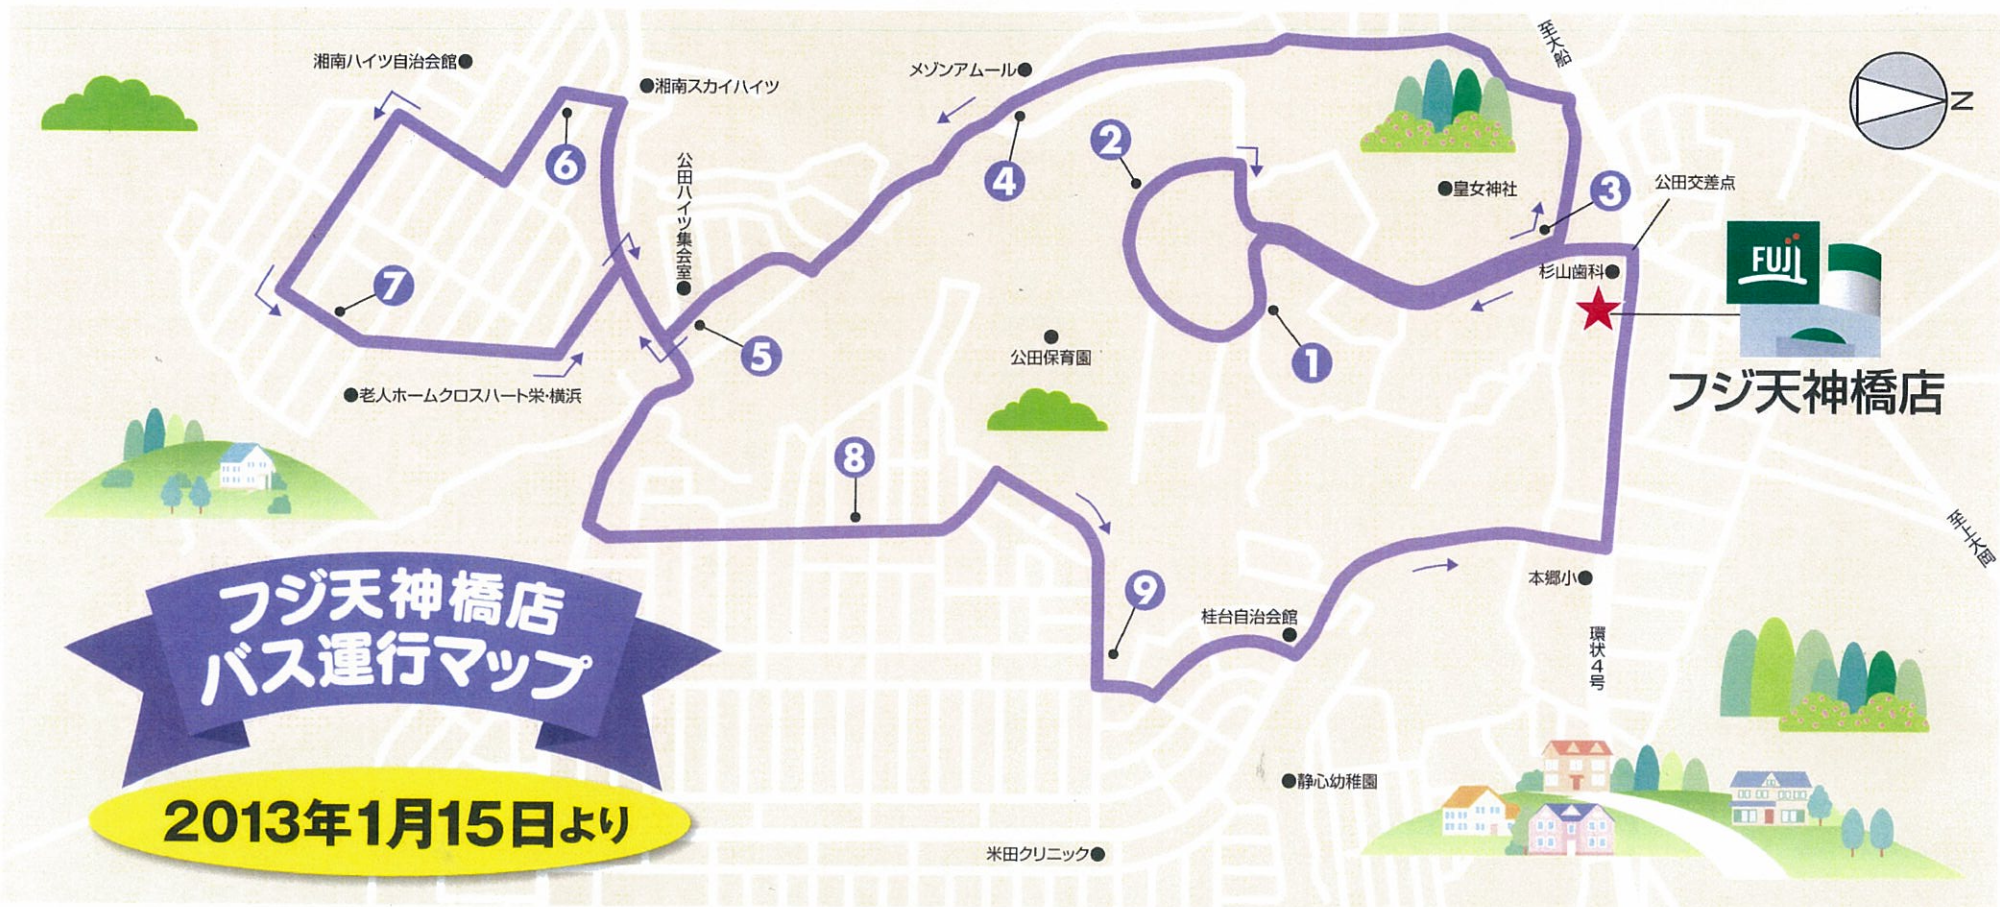 湘南ハイツ自治会館
湘南スカイハイツ
メゾンアムール
至大船
N
2
6
4
公田ハイツ集会室
皇女神社
3
公田交差点
FUJI
杉山歯科
7
5
公田保育園
1
フジ天神橋店
老人ホームクロスハート栄・横浜
8
至上大岡
9
本郷小
桂台自治会館
環状4号
フジ天神橋店
バス運行マップ
静心幼稚園
2013年1月15日より
米田クリニック